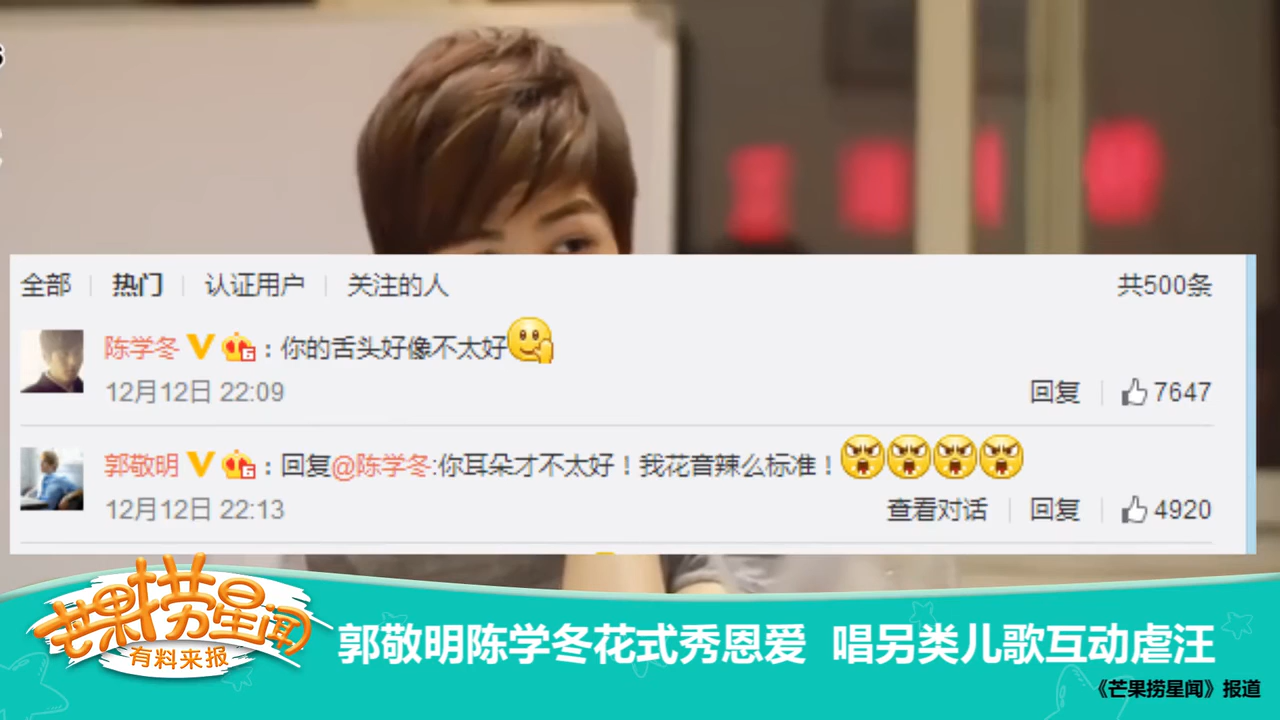 全部 | 热门 | 认证用户 | 关注的人 共500条
陈学冬 V : 你的舌头好像不太好
12月12日 22:09 回复 | 7647
郭敬明 V : 回复@陈学冬:你耳朵才不太好！我花音辣么标准！
12月12日 22:13 查看对话 | 回复 | 4920
芒果捞星闻
有料来报
郭敬明陈学冬花式秀恩爱 唱另类儿歌互动虐汪
《芒果捞星闻》报道